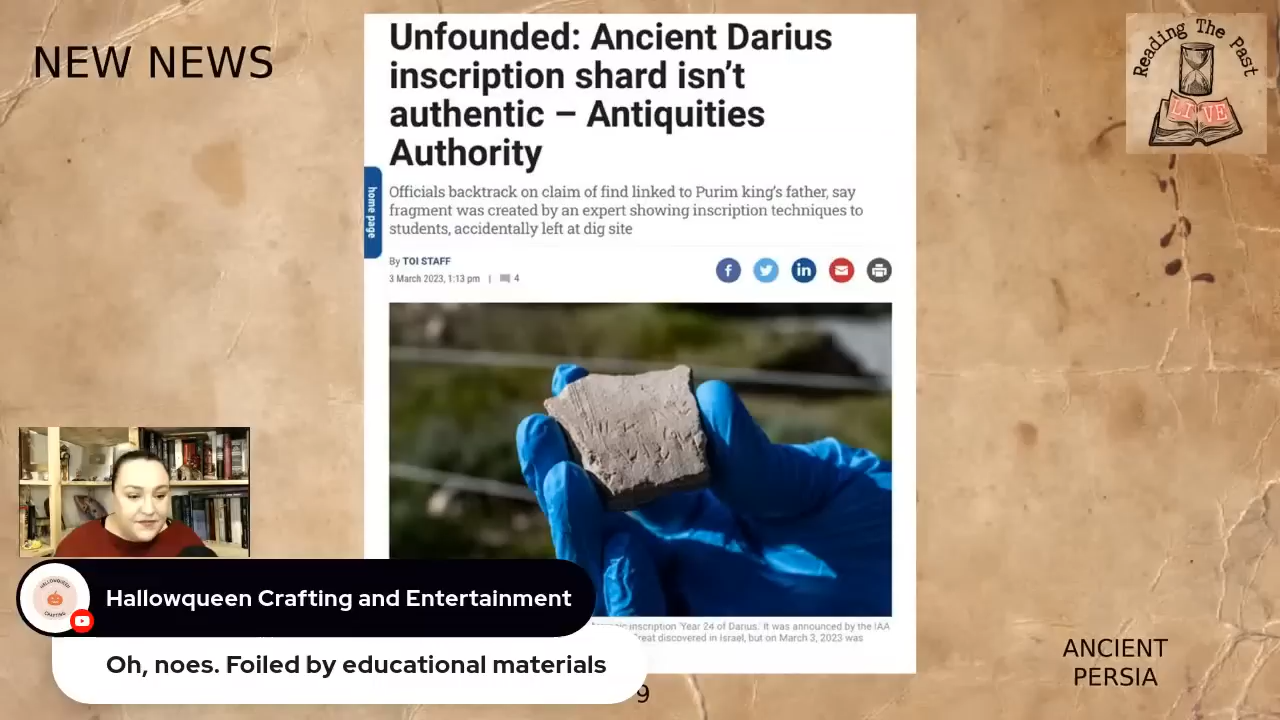 NEW NEWS
Unfounded: Ancient Darius
inscription shard isn't
authentic – Antiquities
Authority
Reading The Past
LIVE
home page
Officials backtrack on claim of find linked to Purim king's father, say
fragment was created by an expert showing inscription techniques to
students, accidentally left at dig site
By TOI STAFF
3 March 2023, 1:13 pm | 4
f
in
HALLOWQUEEN
CRAFTING
Hallowqueen Crafting and Entertainment
inscription 'Year 24 of Darius.' It was announced by the IAA
Great discovered in Israel, but on March 3, 2023 was
Oh, noes. Foiled by educational materials
9
ANCIENT
PERSIA